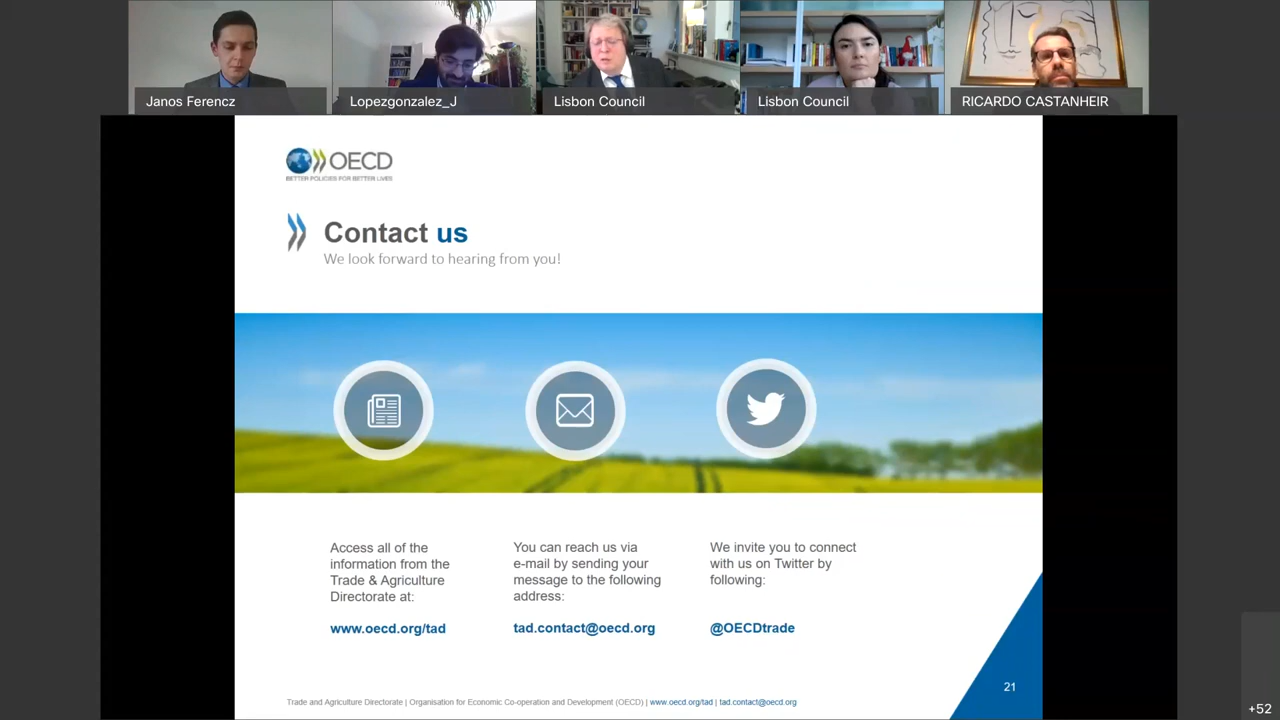 Janos Ferencz
Lopezgonzalez_J
Lisbon Council
Lisbon Council
RICARDO CASTANHEIR
OECD
BETTER POLICIES FOR BETTER LIVES
Contact us
We look forward to hearing from you!
Access all of the
information from the
Trade & Agriculture
Directorate at:
www.oecd.org/tad
You can reach us via
e-mail by sending your
message to the following
address:
tad.contact@oecd.org
We invite you to connect
with us on Twitter by
following:
@OECDtrade
21
Trade and Agriculture Directorate | Organisation for Economic Co-operation and Development (OECD) | www.oecd.org/tad | tad.contact@oecd.org
+52